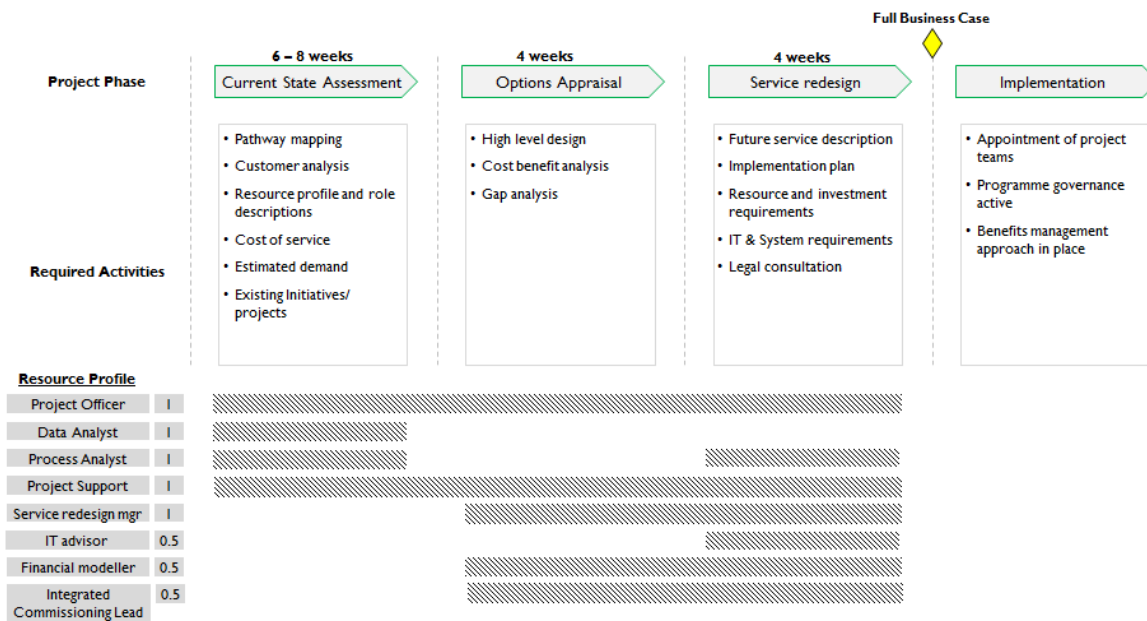 Full Business Case
6 – 8 weeks
4 weeks
4 weeks
Project Phase
Current State Assessment
Options Appraisal
Service redesign
Implementation
• Pathway mapping
• Customer analysis
• Resource profile and role
descriptions
• Cost of service
• Estimated demand
• Existing Initiatives/
projects
• High level design
• Cost benefit analysis
• Gap analysis
• Future service description
• Implementation plan
• Resource and investment
requirements
• IT & System requirements
• Legal consultation
• Appointment of project
teams
• Programme governance
active
• Benefits management
approach in place
Required Activities
Resource Profile
Project Officer 1
Data Analyst 1
Process Analyst 1
Project Support 1
Service redesign mgr 1
IT advisor 0.5
Financial modeller 0.5
Integrated 0.5
Commissioning Lead